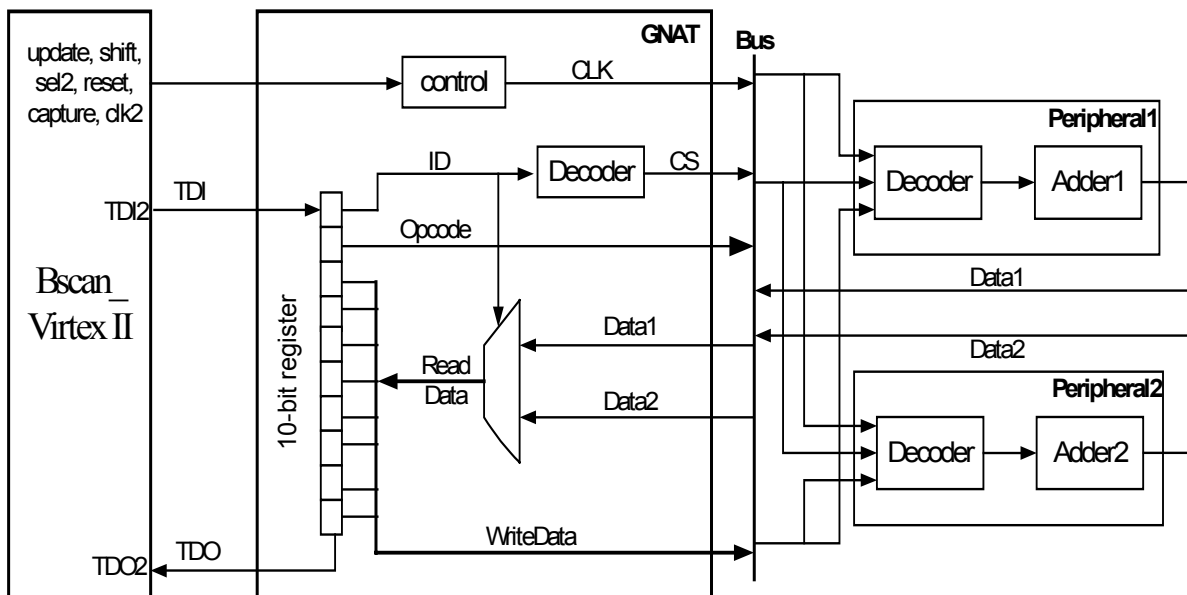 update, shift,
sel2, reset,
capture, clk2
TDI2
TDI
Bscan_
Virtex II
TDO2
TDO
GNAT
control
CLK
ID
Decoder
CS
Opcode
10-bit register
Read
Data
Data1
Data2
WriteData
Bus
Peripheral1
Decoder
Adder1
Data1
Data2
Peripheral2
Decoder
Adder2